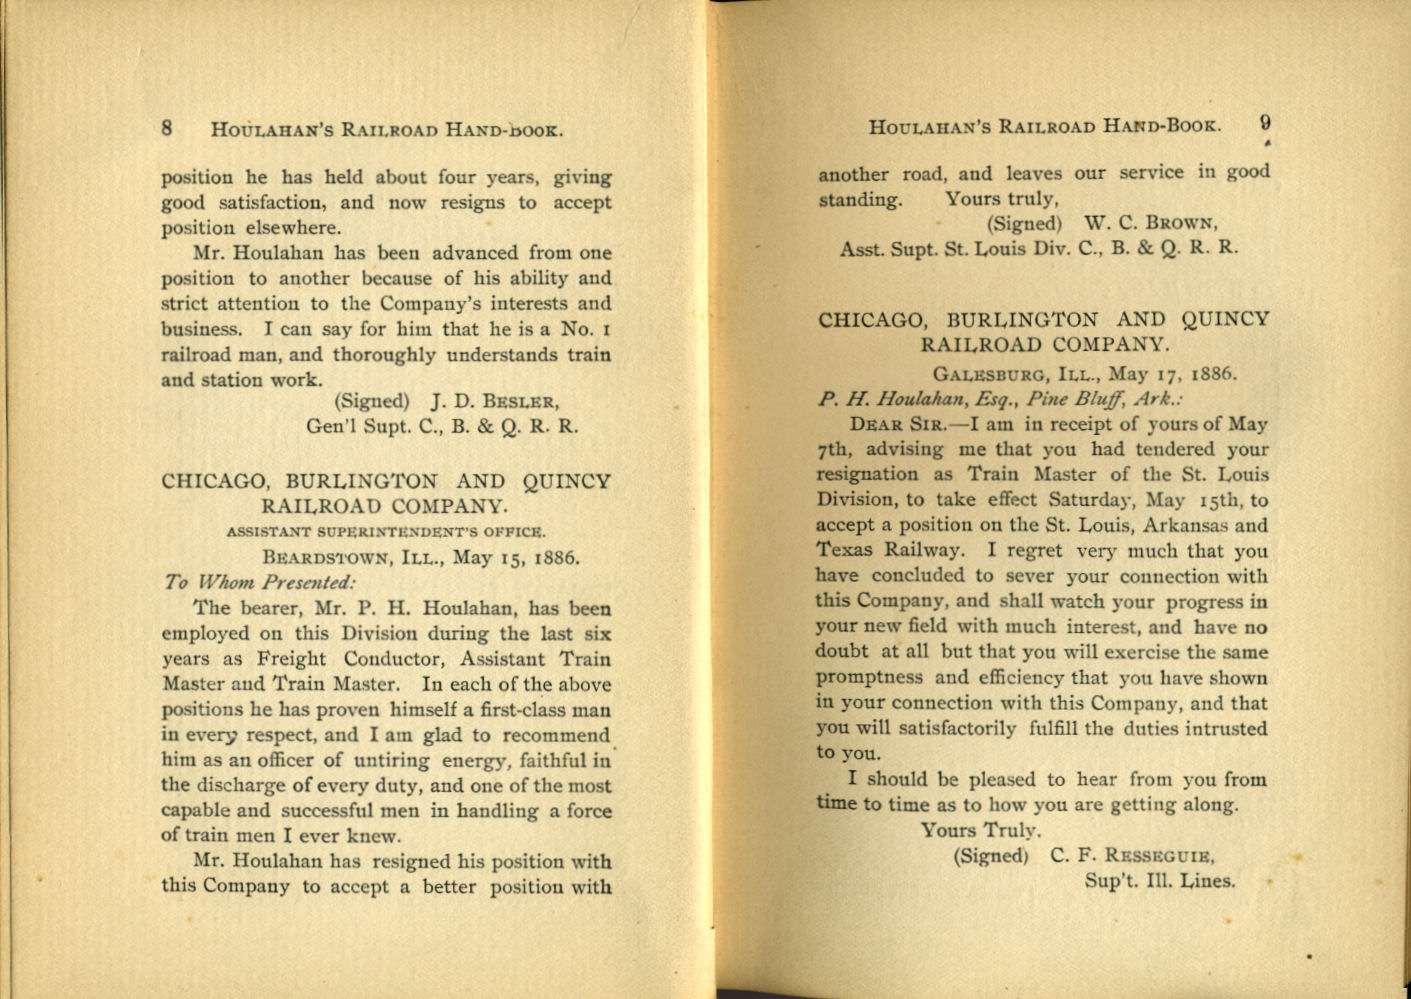 8 HOULAHAN'S RAILROAD HAND-BOOK.
position he has held about four years, giving
good satisfaction, and now resigns to accept
position elsewhere.
Mr. Houlahan has been advanced from one
position to another because of his ability and
strict attention to the Company's interests and
business. I can say for him that he is a No. 1
railroad man, and thoroughly understands train
and station work.
(Signed) J. D. BESLER,
Gen'l Supt. C., B. & Q. R. R.
CHICAGO, BURLINGTON AND QUINCY
RAILROAD COMPANY.
ASSISTANT SUPERINTENDENT'S OFFICE.
BEARDSTOWN, ILL., May 15, 1886.
To Whom Presented:
The bearer, Mr. P. H. Houlahan, has been
employed on this Division during the last six
years as Freight Conductor, Assistant Train
Master and Train Master. In each of the above
positions he has proven himself a first-class man
in every respect, and I am glad to recommend
him as an officer of untiring energy, faithful in
the discharge of every duty, and one of the most
capable and successful men in handling a force
of train men I ever knew.
Mr. Houlahan has resigned his position with
this Company to accept a better position with
HOULAHAN'S RAILROAD HAND-BOOK. 9
another road, and leaves our service in good
standing. Yours truly,
(Signed) W. C. BROWN,
Asst. Supt. St. Louis Div. C., B. & Q. R. R.
CHICAGO, BURLINGTON AND QUINCY
RAILROAD COMPANY.
GALESBURG, ILL., May 17, 1886.
P. H. Houlahan, Esq., Pine Bluff, Ark.:
DEAR SIR.—I am in receipt of yours of May
7th, advising me that you had tendered your
resignation as Train Master of the St. Louis
Division, to take effect Saturday, May 15th, to
accept a position on the St. Louis, Arkansas and
Texas Railway. I regret very much that you
have concluded to sever your connection with
this Company, and shall watch your progress in
your new field with much interest, and have no
doubt at all but that you will exercise the same
promptness and efficiency that you have shown
in your connection with this Company, and that
you will satisfactorily fulfill the duties intrusted
to you.
I should be pleased to hear from you from
time to time as to how you are getting along.
Yours Truly.
(Signed) C. F. RESSEGUIE,
Sup't. Ill. Lines.